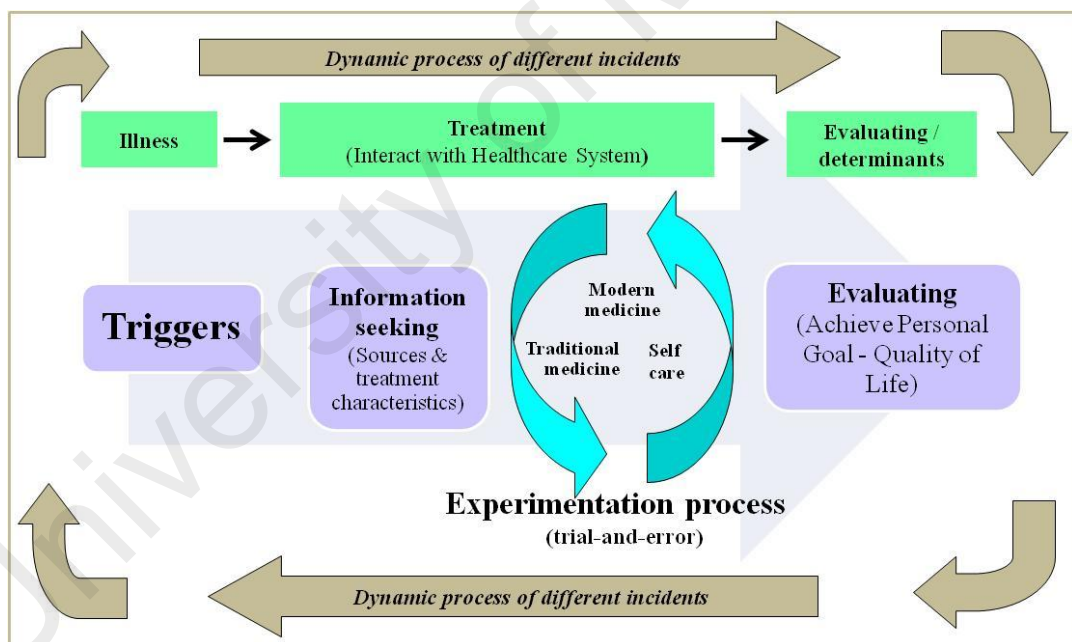 Dynamic process of different incidents
Illness
Treatment
(Interact with Healthcare System)
Evaluating /
determinants
Triggers
Information
seeking
(Sources &
treatment
characteristics)
Modern
medicine
Traditional
medicine
Self
care
Evaluating
(Achieve Personal
Goal - Quality of
Life)
Experimentation process
(trial-and-error)
Dynamic process of different incidents
University of